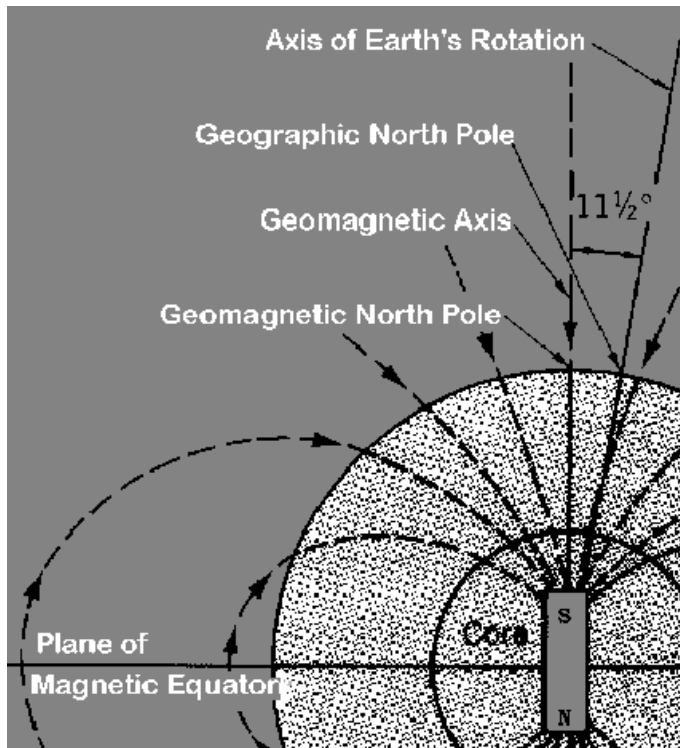 Axis of Earth's Rotation
Geographic North Pole
11½°
Geomagnetic Axis
Geomagnetic North Pole
S
Core
Plane of
Magnetic Equator
N